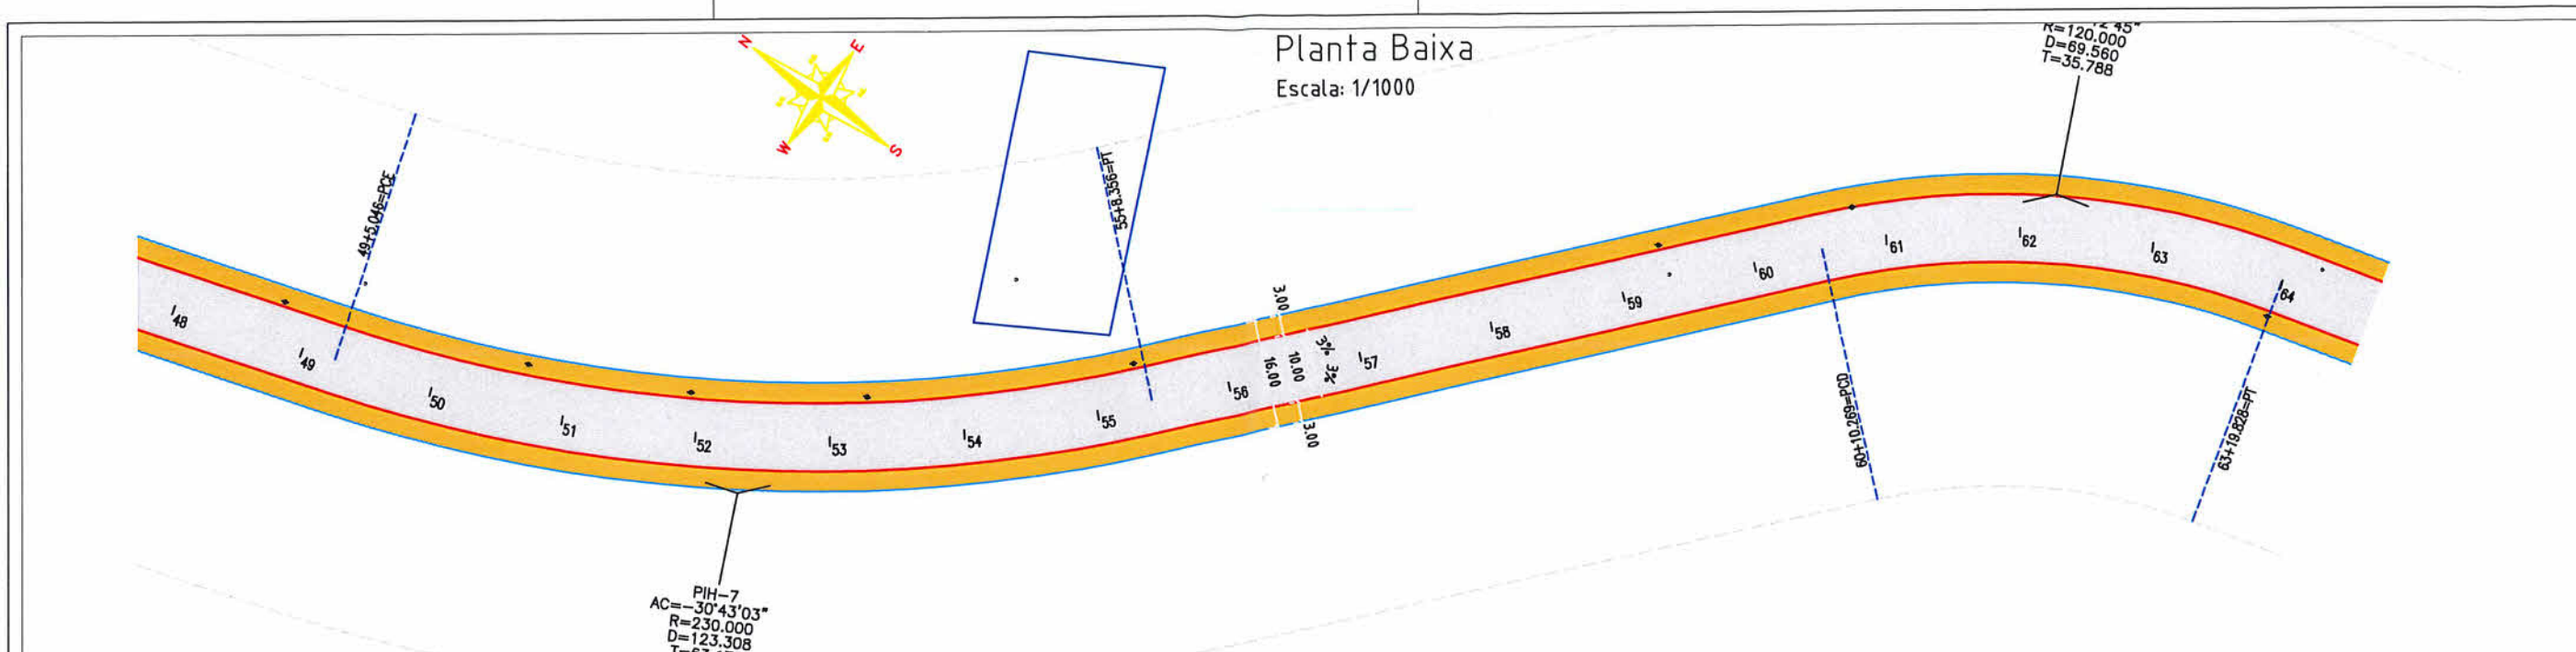 Planta Baixa
Escala: 1/1000
N
E
W
S
R=120.000
D=69.560
T=35.788
49+5.046=PCE
55+8.356=PT
60+10.269=PCD
63+19.828=PT
48
49
50
51
52
53
54
55
56
57
58
59
60
61
62
63
64
3.00
16.00
10.00
3%
3%
3.00
PIH-7
AC=-30°43'03"
R=230.000
D=123.308